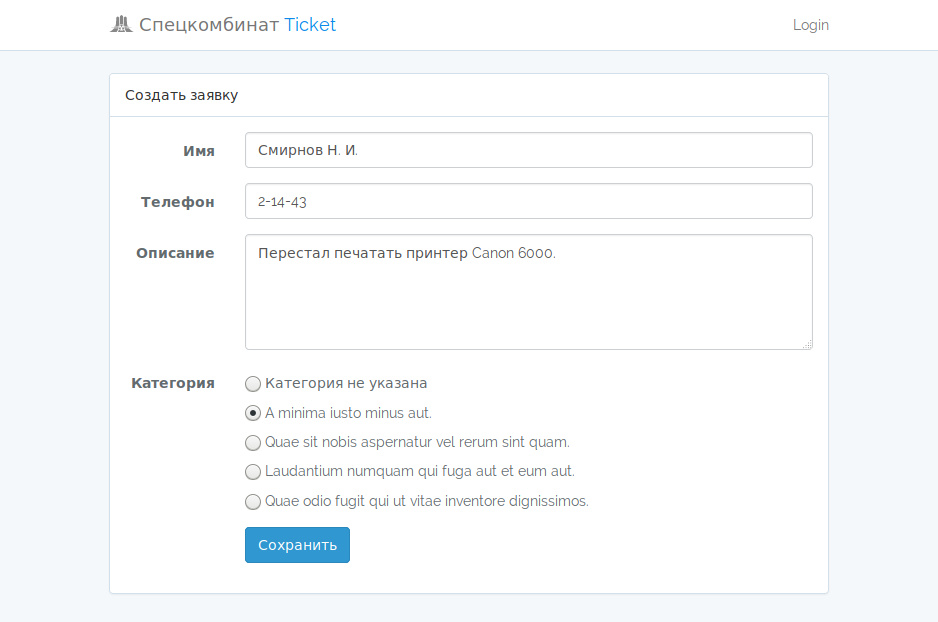 Спецкомбинат Ticket
Login
Создать заявку
Имя
Смирнов Н. И.
Телефон
2-14-43
Описание
Перестал печатать принтер Canon 6000.
Категория
Категория не указана
A minima iusto minus aut.
Quae sit nobis aspernatur vel rerum sint quam.
Laudantium numquam qui fuga aut et eum aut.
Quae odio fugit qui ut vitae inventore dignissimos.
Сохранить